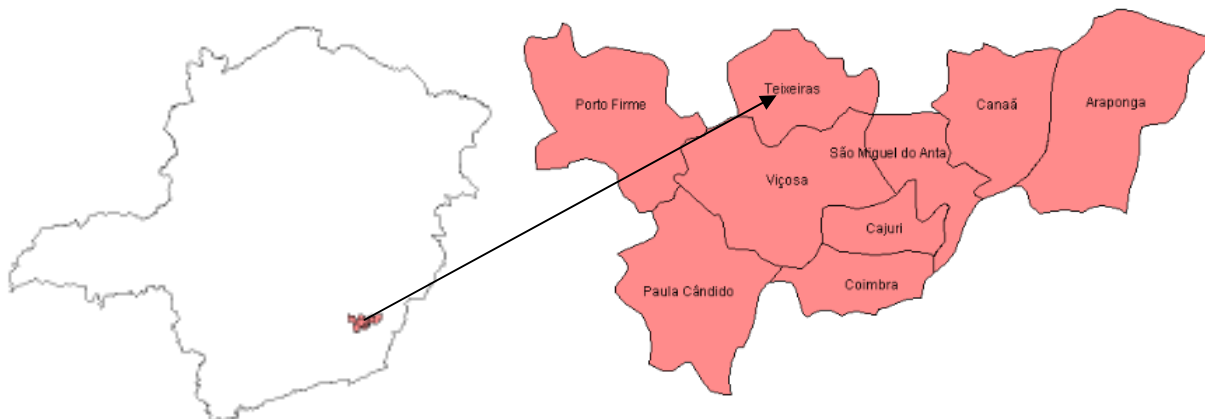 Teixeiras
Porto Firme
Canaã
Araponga
São Miguel do Anta
Viçosa
Cajuri
Paula Cândido
Coimbra